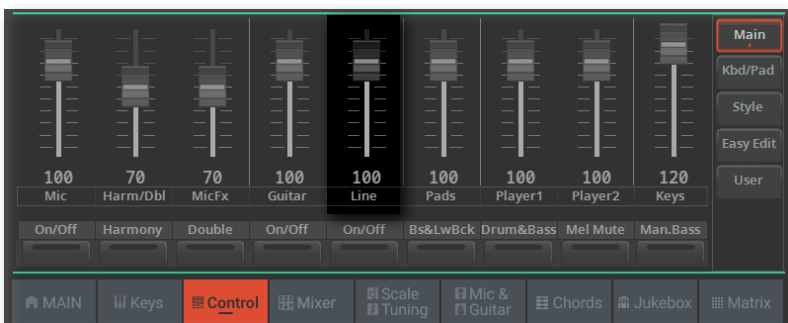 Main
Kbd/Pad
Style
Easy Edit
User
100 70 70 100 100 100 100 100 120
Mic Harm/Dbl MicFx Guitar Line Pads Player1 Player2 Keys
On/Off Harmony Double On/Off On/Off Bs&LwBck Drum&Bass Mel Mute Man.Bass
MAIN Keys Control Mixer Scale Tuning Mic & Guitar Chords Jukebox Matrix